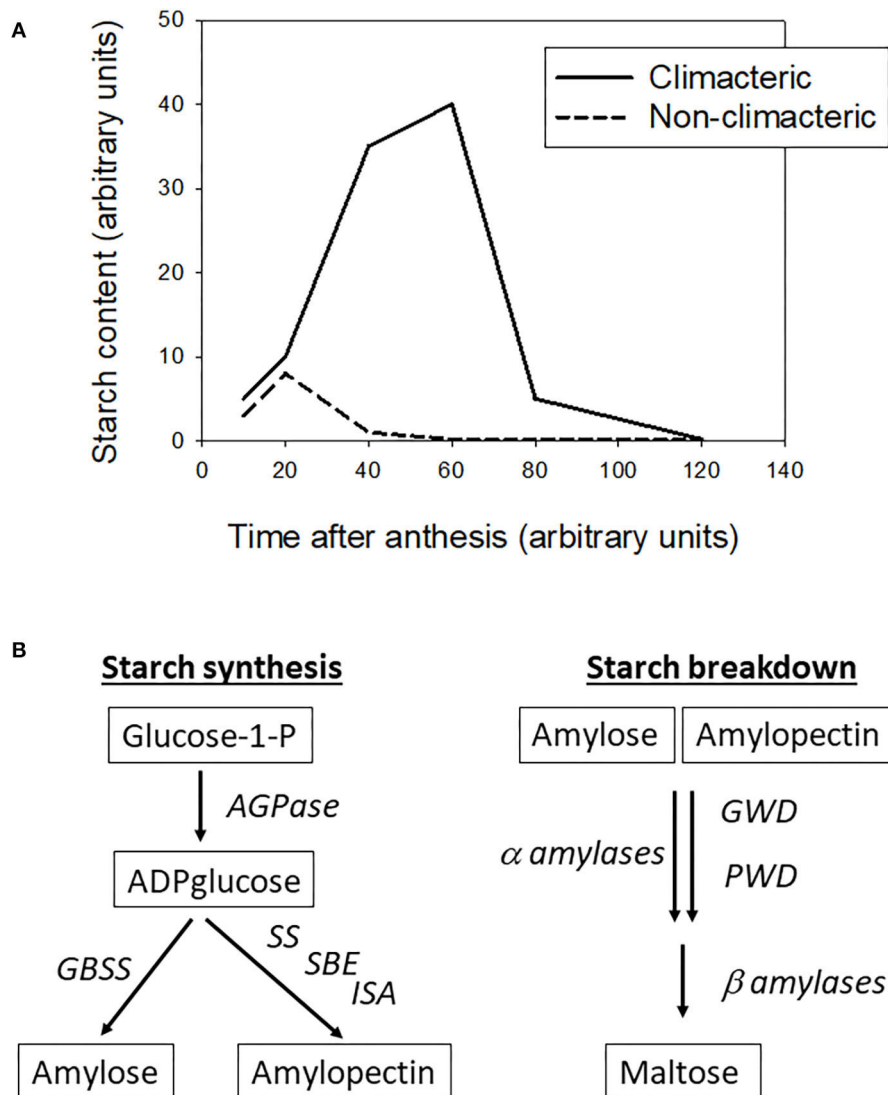 A
Starch content (arbitrary units)
50
40
30
20
10
0
Climacteric
Non-climacteric
0 20 40 60 80 100 120 140
Time after anthesis (arbitrary units)
B
Starch synthesis
Glucose-1-P
AGPase
ADPglucose
GBSS
SS
SBE
ISA
Amylose Amylopectin
Starch breakdown
Amylose Amylopectin
α amylases
GWD
PWD
β amylases
Maltose